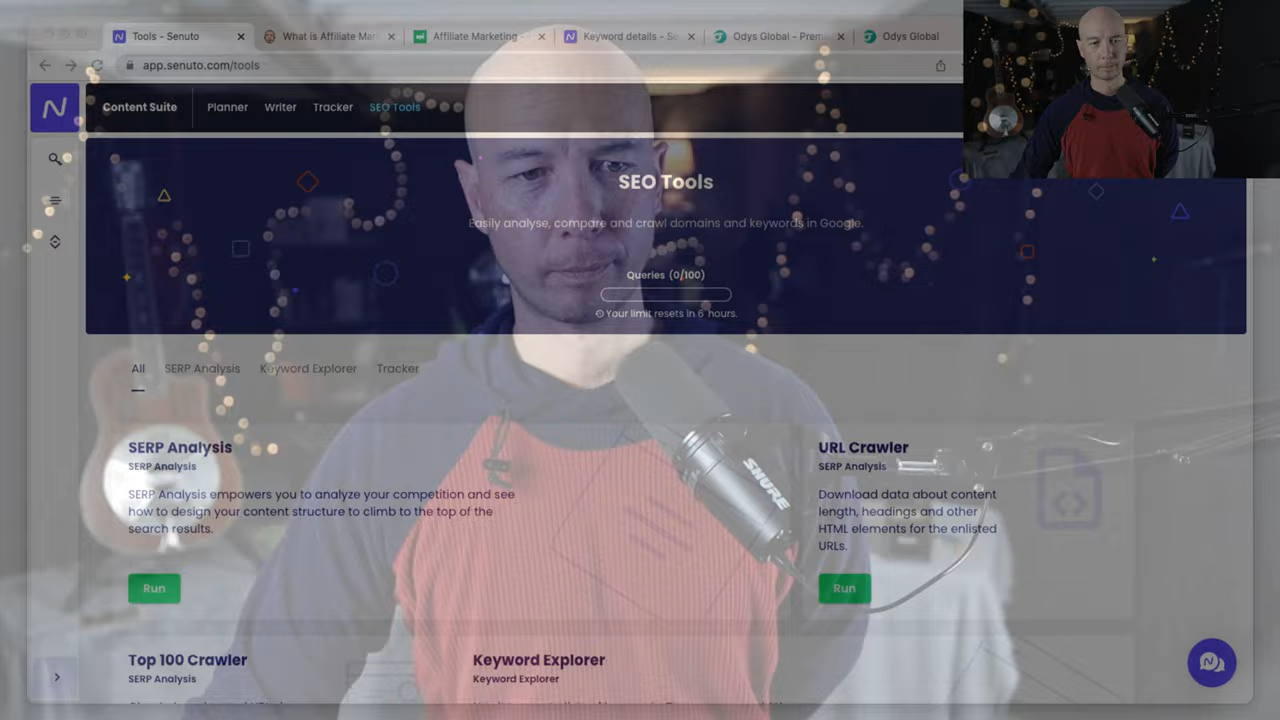 Tools - Senuto
What is Affiliate Mar
Affiliate Marketing -
Keyword details - Se
Odys Global - Prem
Odys Global
app.senuto.com/tools
Content Suite
Planner
Writer
Tracker
SEO Tools
SEO Tools
Easily analyse, compare and crawl domains and keywords in Google.
Queries (0/100)
Your limit resets in 6 hours.
All
SERP Analysis
Keyword Explorer
Tracker
SERP Analysis
SERP Analysis
SERP Analysis empowers you to analyze your competition and see
how to design your content structure to climb to the top of the
search results.
Run
URL Crawler
SERP Analysis
Download data about content
length, headings and other
HTML elements for the enlisted
URLs.
Run
SHURE
Top 100 Crawler
SERP Analysis
Keyword Explorer
Keyword Explorer